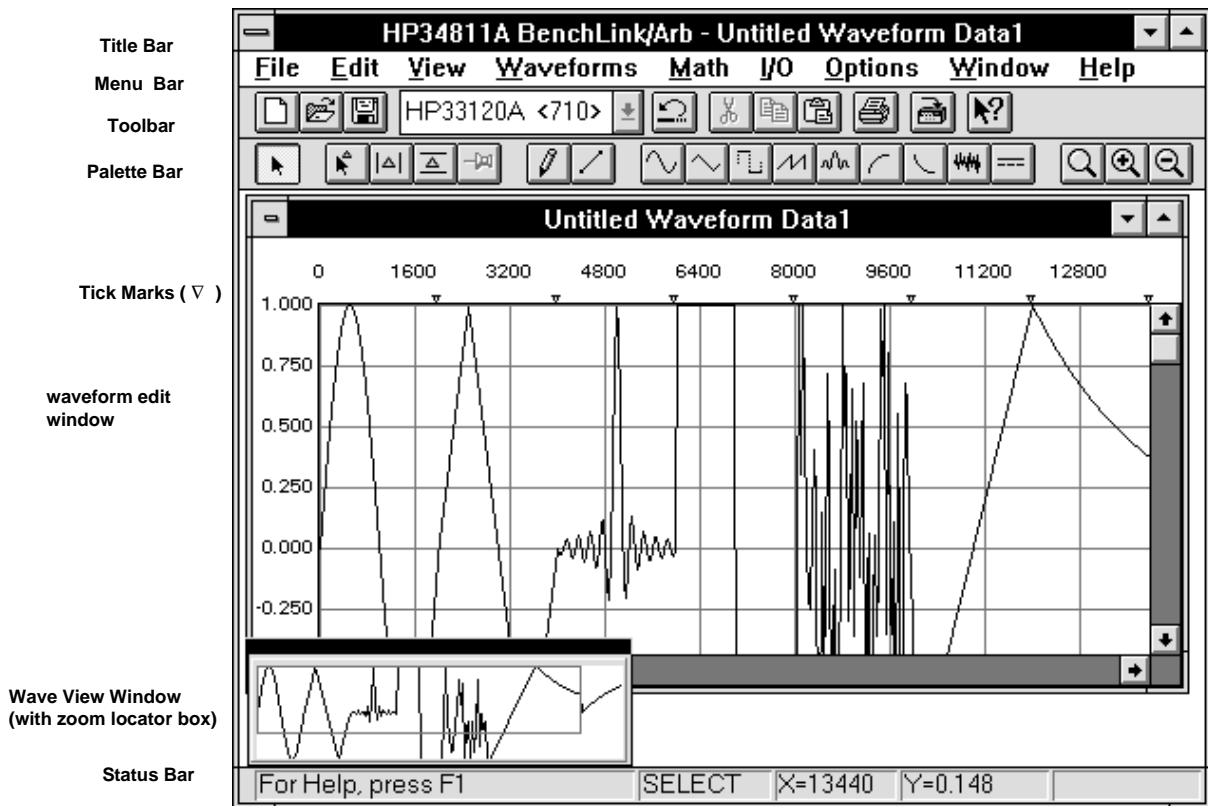 Title Bar
HP34811A BenchLink/Arb - Untitled Waveform Data1
Menu Bar
File Edit View Waveforms Math I/O Options Window Help
Toolbar
HP33120A <710>
Palette Bar
Untitled Waveform Data1
0 1600 3200 4800 6400 8000 9600 11200 12800
Tick Marks ( ∇ )
1.000
0.750
waveform edit
window
0.500
0.250
0.000
-0.250
Wave View Window
(with zoom locator box)
Status Bar
For Help, press F1 SELECT X=13440 Y=0.148